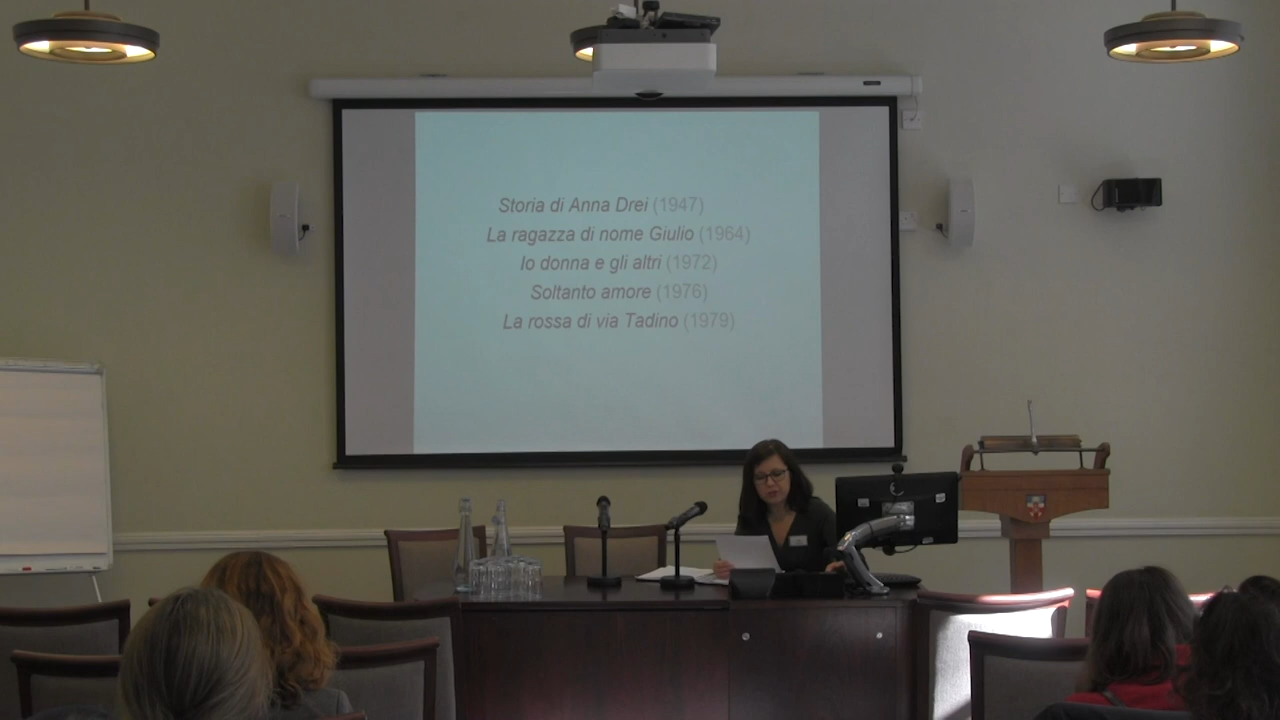 Storia di Anna Drei (1947)
La ragazza di nome Giulio (1964)
Io donna e gli altri (1972)
Soltanto amore (1976)
La rossa di via Tadino (1979)